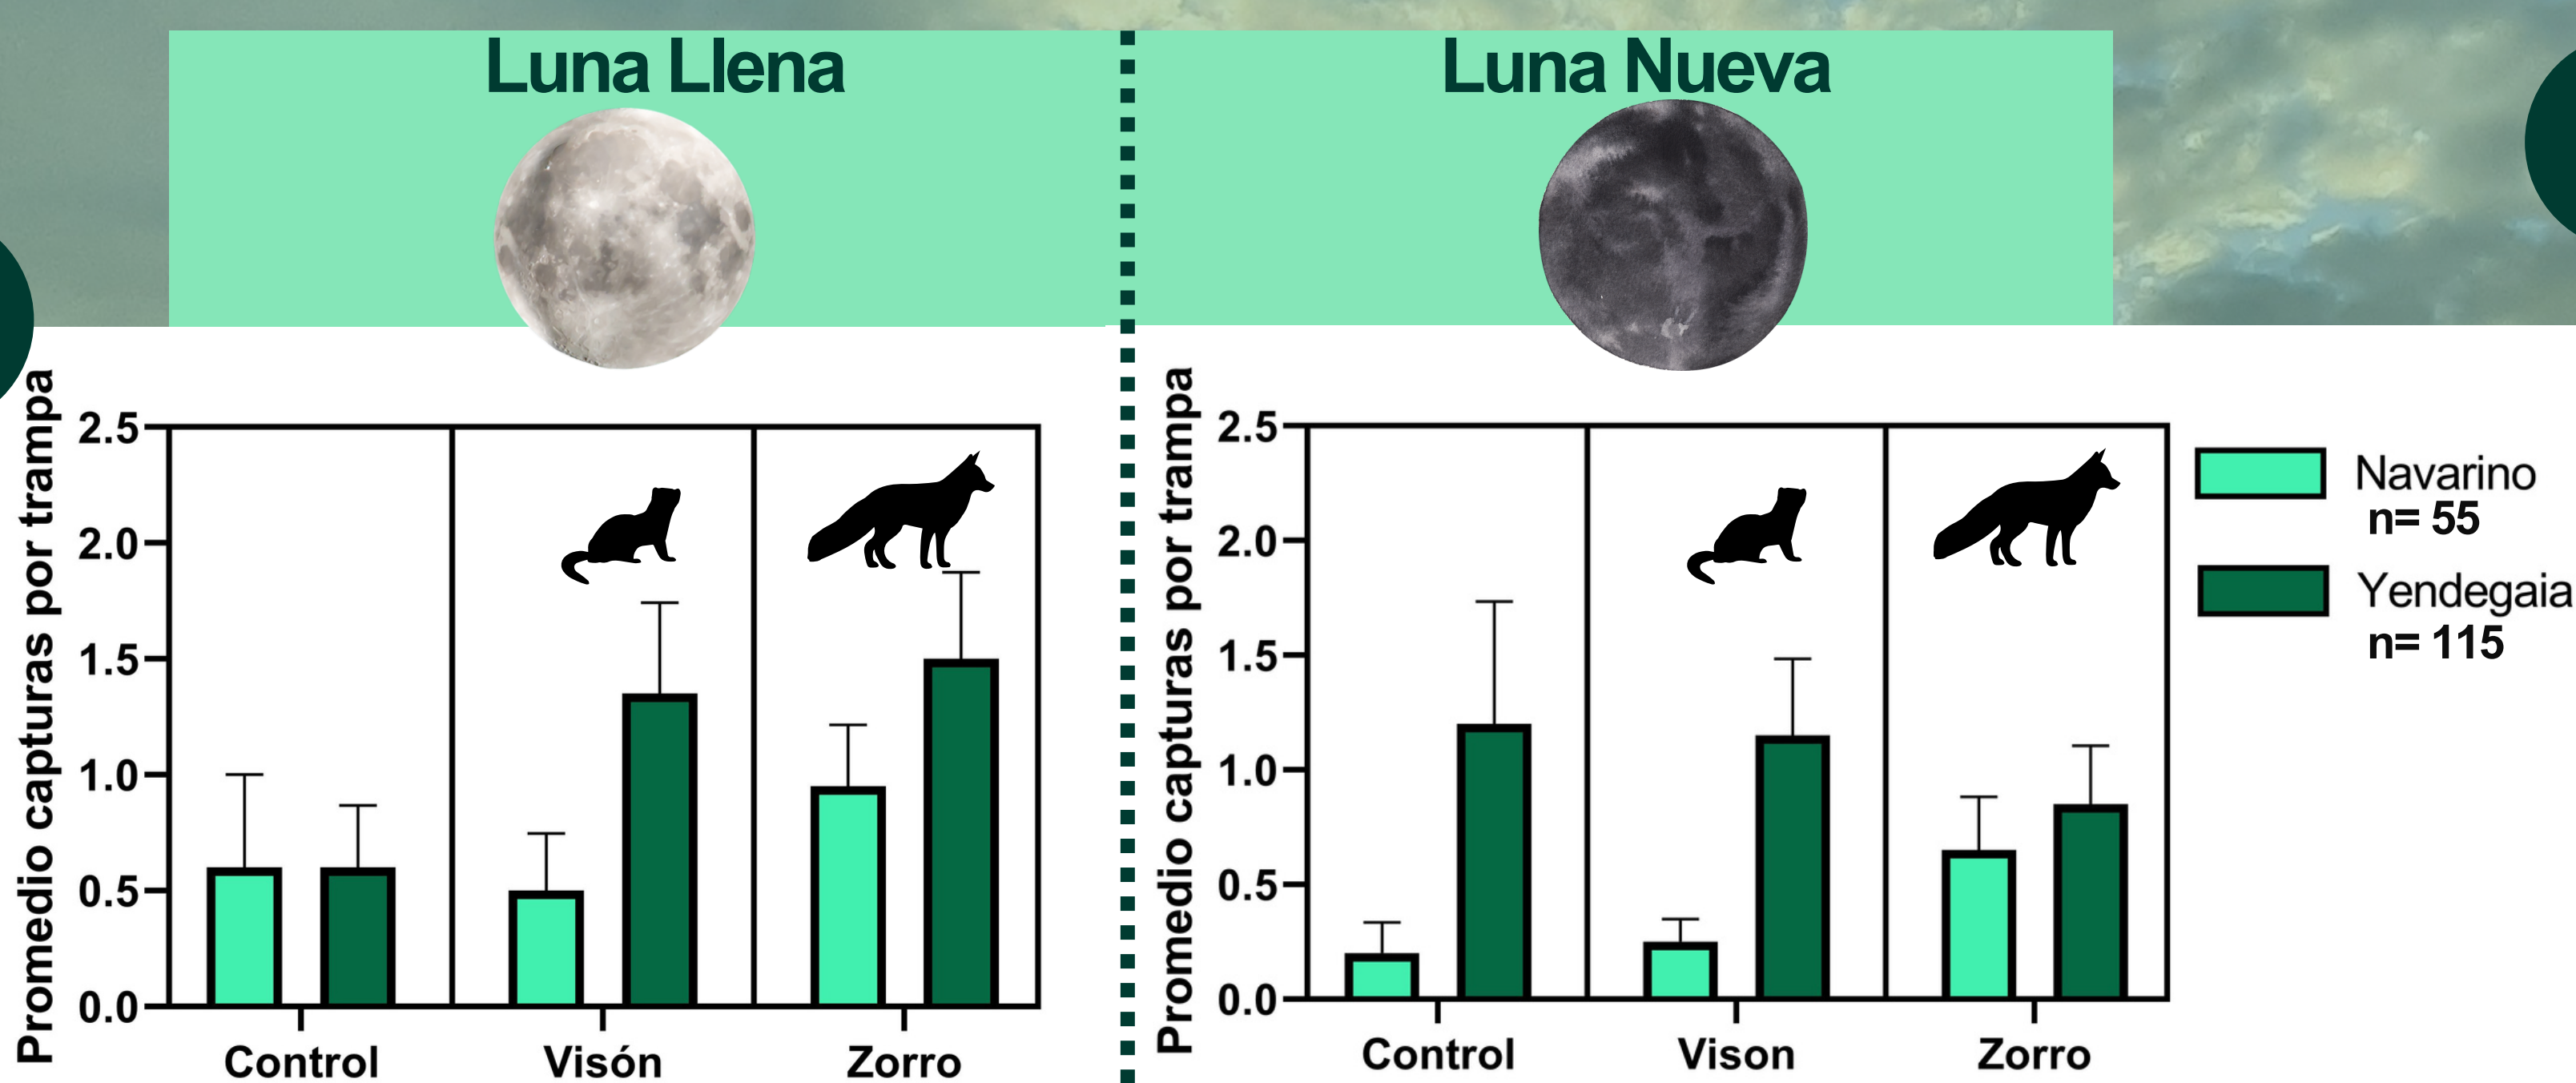 Luna Llena
Luna Nueva
Promedio capturas por trampa
2.5
2.0
1.5
1.0
0.5
0.0
Control
Visón
Zorro
Promedio capturas por trampa
2.5
2.0
1.5
1.0
0.5
0.0
Control
Vison
Zorro
Navarino
n= 55
Yendegaia
n= 115